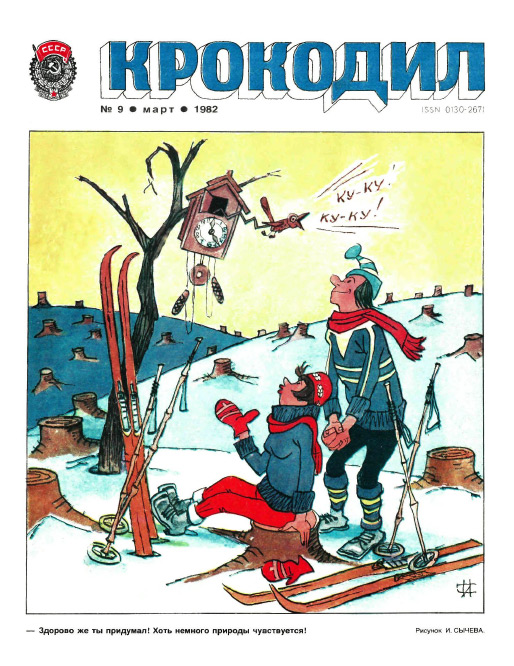 СССР
КРОКОДИЛ
№ 9 ● март ● 1982
ISSN 0130-2671
КУ-КУ!
КУ-КУ!
— Здорово же ты придумал! Хоть немного природы чувствуется!
Рисунок И. СЫЧЕВА.